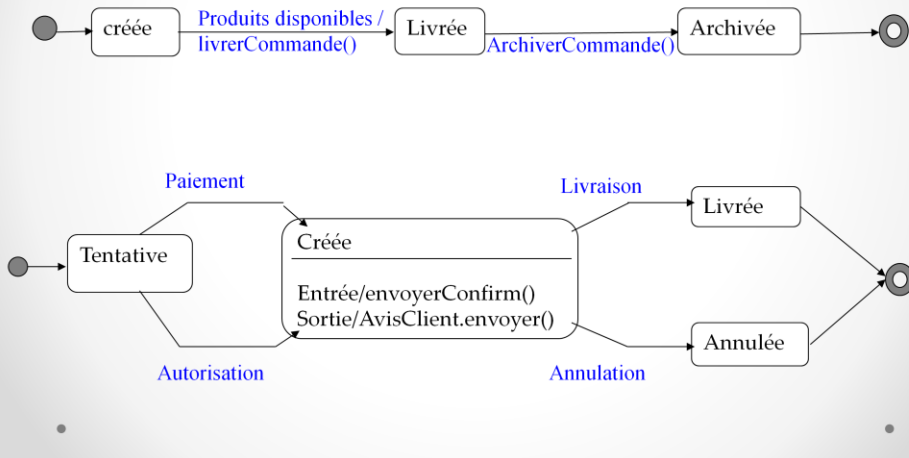 créée
Produits disponibles /
livrerCommande()
Livrée
ArchiverCommande()
Archivée
Paiement
Tentative
Autorisation
Créée
Entrée/envoyerConfirm()
Sortie/AvisClient.envoyer()
Livraison
Livrée
Annulation
Annulée